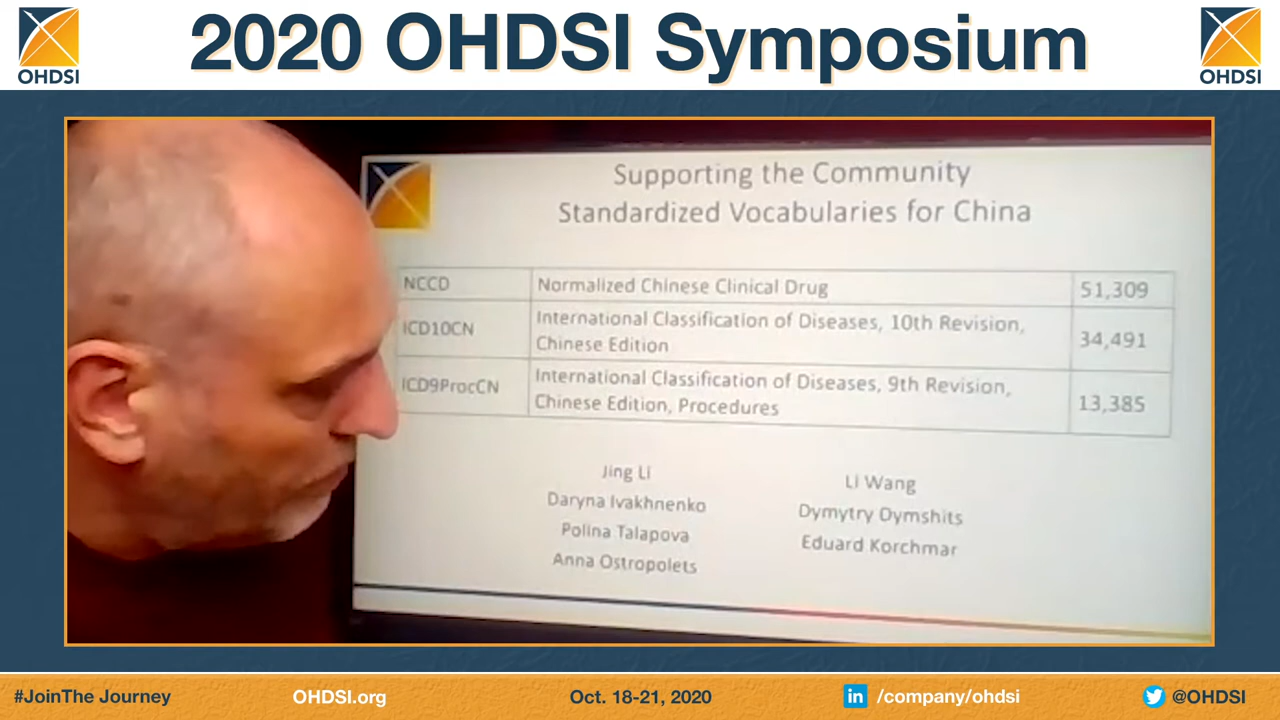 2020 OHDSI Symposium
OHDSI
OHDSI
Supporting the Community
Standardized Vocabularies for China
NCCD
Normalized Chinese Clinical Drug
51,309
ICD10CN
International Classification of Diseases, 10th Revision,
Chinese Edition
34,491
ICD9ProcCN
International Classification of Diseases, 9th Revision,
Chinese Edition, Procedures
13,385
Jing Li
Daryna Ivakhnenko
Polina Talapova
Anna Ostropolets
Li Wang
Dymytry Dymshits
Eduard Korchmar
#JoinThe Journey
OHDSI.org
Oct. 18-21, 2020
in /company/ohdsi
@OHDSI